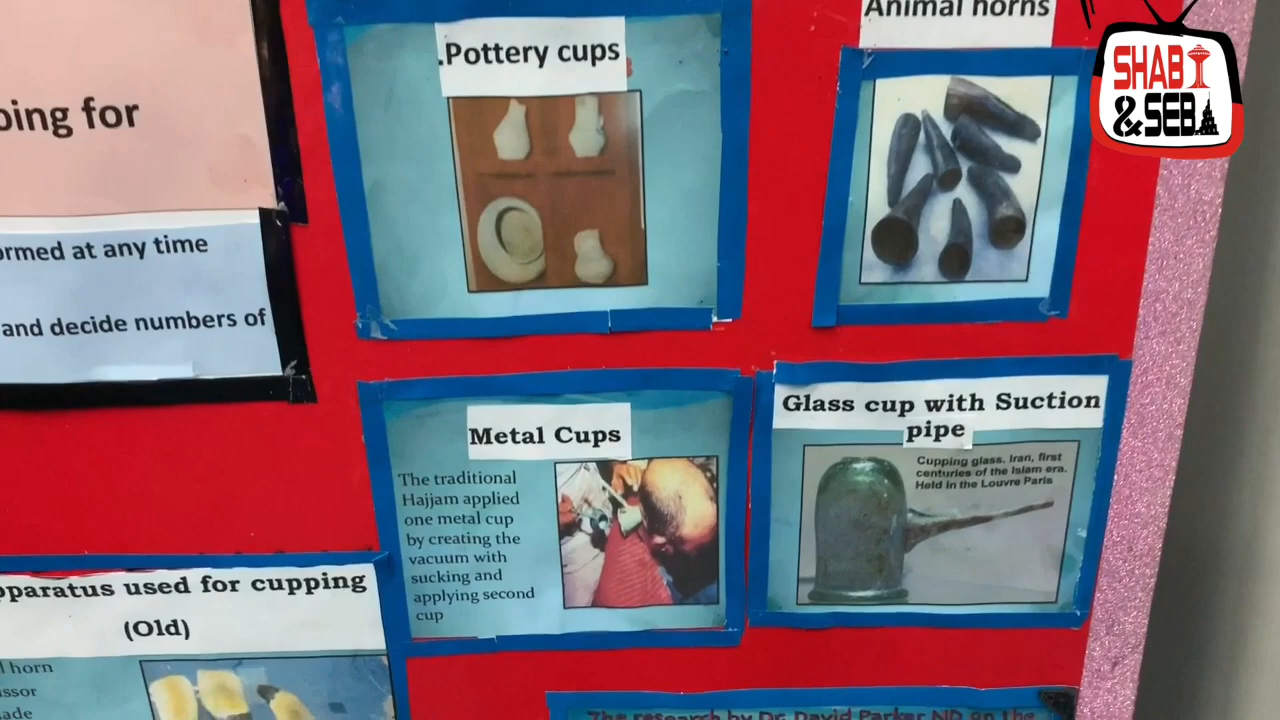 Animal horns
SHAB
&SEB
.Pottery cups
ping for
ormed at any time
and decide numbers of
Metal Cups
The traditional
Hajjam applied
one metal cup
by creating the
vacuum with
sucking and
applying second
cup
Glass cup with Suction
pipe
Cupping glass. Iran, first
centuries of the Islam era.
Held in the Louvre Paris
pparatus used for cupping
(Old)
horn
ssor
ade
The research by Dr. David Parker ND on the